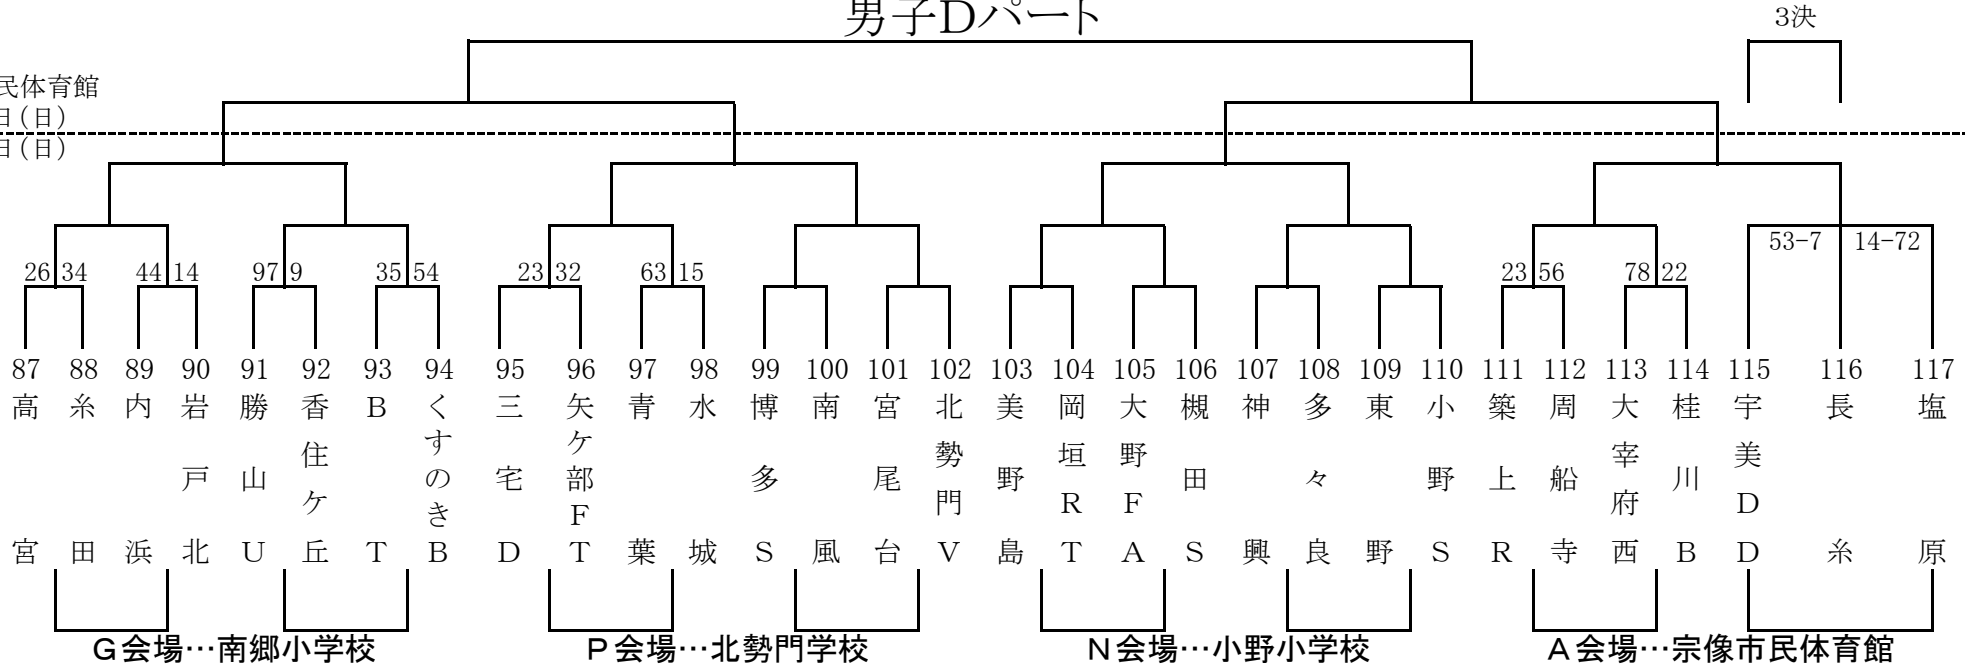 男子Dパート
3決
民体育館
日(日)
日(日)
53−7 14−72
26 34 44 14 97 9 35 54 23 32 63 15 23 56 78 22
87 88 89 90 91 92 93 94 95 96 97 98 99 100 101 102 103 104 105 106 107 108 109 110 111 112 113 114 115 116 117
高宮
糸田
内浜
岩戸北
勝山U
香住ケ丘
BT
くすのきB
三宅D
矢ケ部FT
青葉
水城
博多S
南風
宮尾台
北勢門V
美野島
岡垣RT
大野FA
槻田S
神興
多々良
東野
小野S
築上R
周船寺
大宰府西
桂川B
宇美DD
長糸
塩原
G会場…南郷小学校 P会場…北勢門学校 N会場…小野小学校 A会場…宗像市民体育館